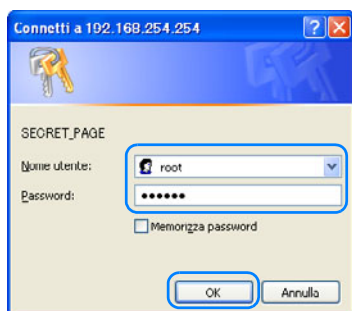 Connetti a 192.168.254.254
SECRET_PAGE
Nome utente:
root
Password:
••••••
Memorizza password
OK
Annulla